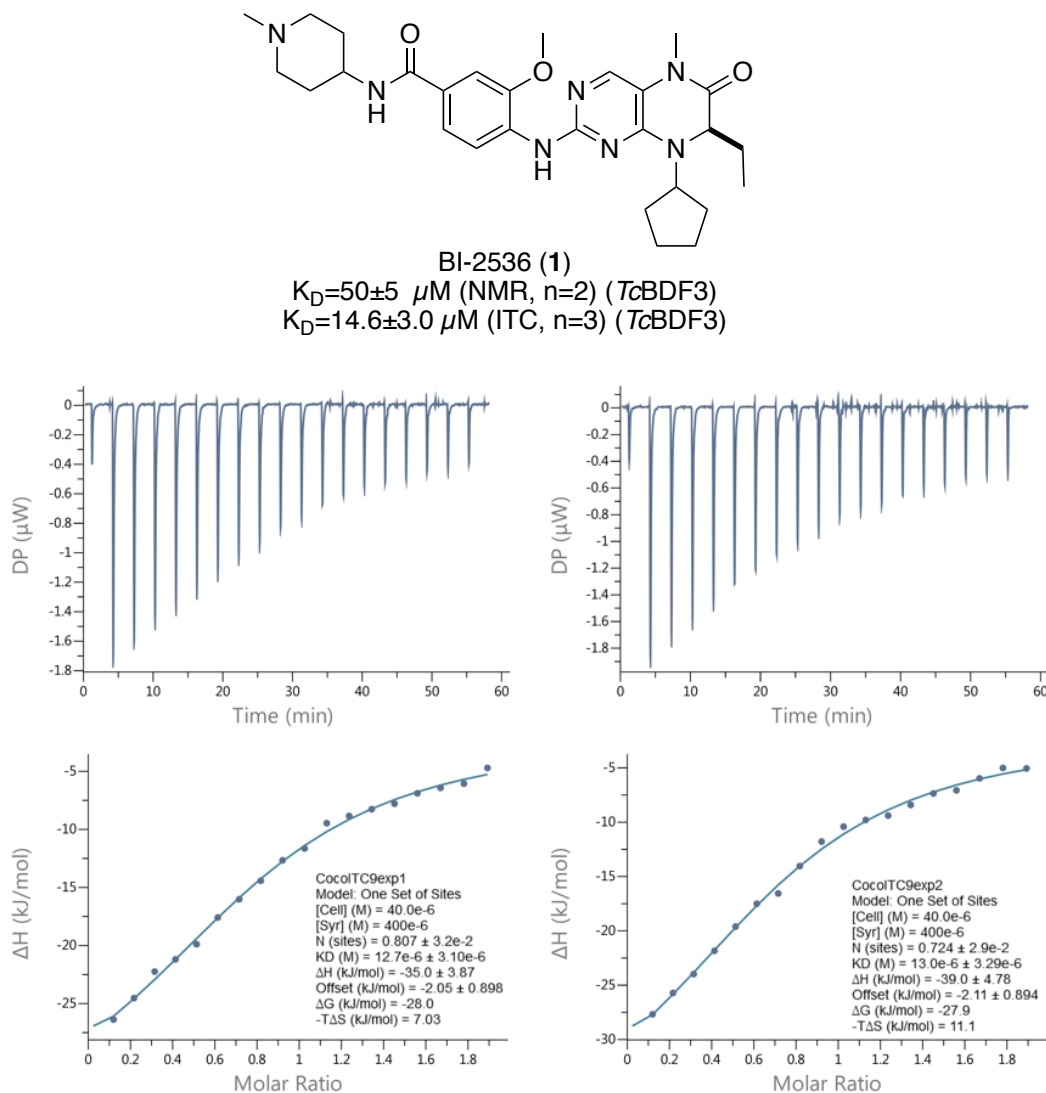 N
O
N
H
O
N
H
N
N
N
N
O
BI-2536 (1)
K_D=50±5 µM (NMR, n=2) (TcBDF3)
K_D=14.6±3.0 µM (ITC, n=3) (TcBDF3)
0
-0.2
-0.4
-0.6
-0.8
-1
-1.2
-1.4
-1.6
-1.8
DP (µW)
0 10 20 30 40 50 60
Time (min)
0
-0.2
-0.4
-0.6
-0.8
-1
-1.2
-1.4
-1.6
-1.8
DP (µW)
0 10 20 30 40 50 60
Time (min)
-5
-10
-15
-20
-25
ΔH (kJ/mol)
CocoITC9exp1
Model: One Set of Sites
[Cell] (M) = 40.0e-6
[Syr] (M) = 400e-6
N (sites) = 0.807 ± 3.2e-2
KD (M) = 12.7e-6 ± 3.10e-6
ΔH (kJ/mol) = -35.0 ± 3.87
Offset (kJ/mol) = -2.05 ± 0.898
ΔG (kJ/mol) = -28.0
-TΔS (kJ/mol) = 7.03
0 0.2 0.4 0.6 0.8 1 1.2 1.4 1.6 1.8
Molar Ratio
-5
-10
-15
-20
-25
-30
ΔH (kJ/mol)
CocoITC9exp2
Model: One Set of Sites
[Cell] (M) = 40.0e-6
[Syr] (M) = 400e-6
N (sites) = 0.724 ± 2.9e-2
KD (M) = 13.0e-6 ± 3.29e-6
ΔH (kJ/mol) = -39.0 ± 4.78
Offset (kJ/mol) = -2.11 ± 0.894
ΔG (kJ/mol) = -27.9
-TΔS (kJ/mol) = 11.1
0 0.2 0.4 0.6 0.8 1 1.2 1.4 1.6 1.8
Molar Ratio